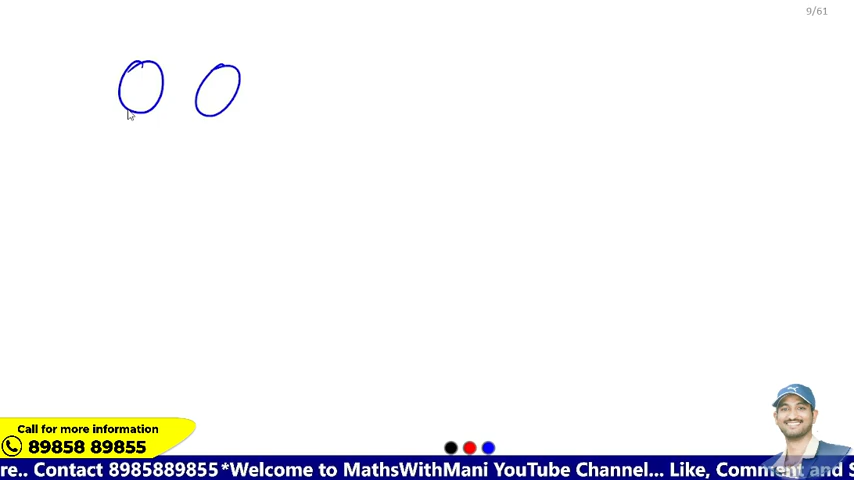 9/61
O O
Call for more information
89858 89855
re.. Contact 8985889855*Welcome to MathsWithMani YouTube Channel... Like, Comment and S